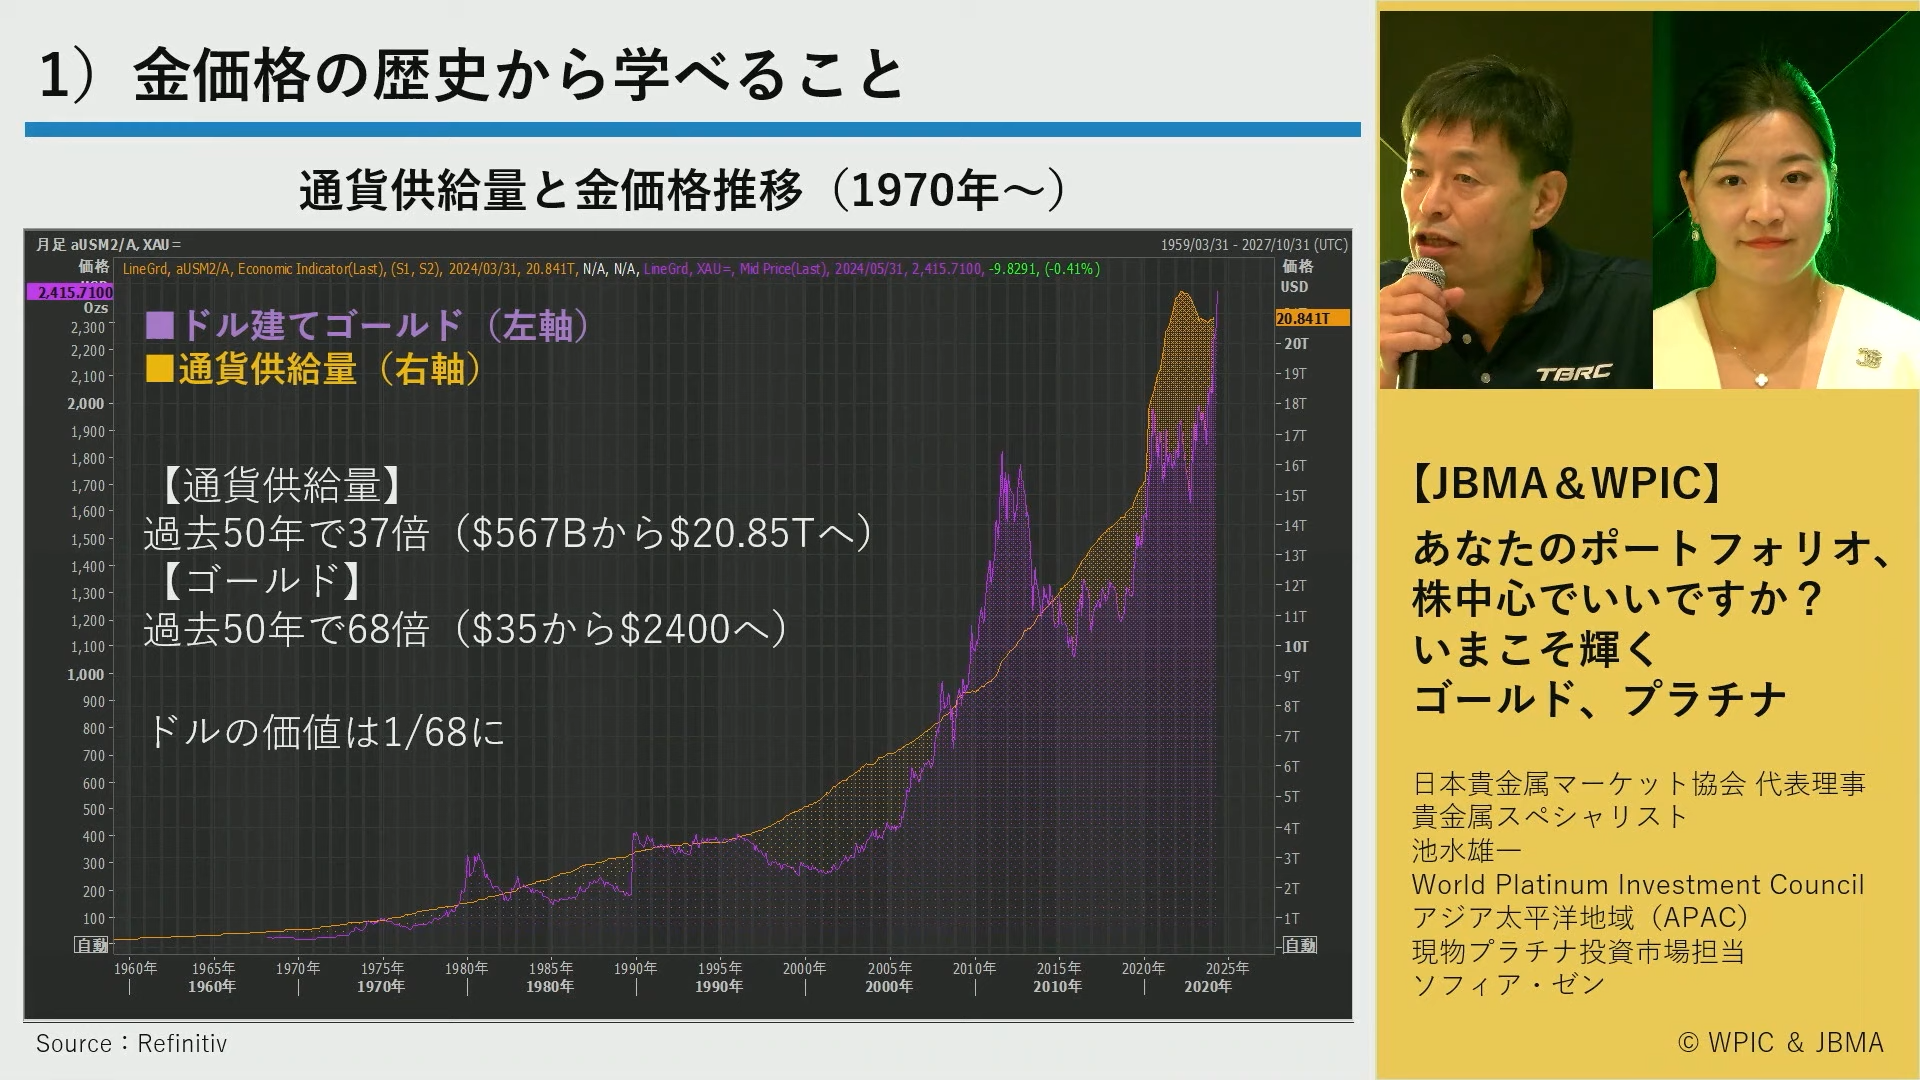 1）金価格の歴史から学べること
通貨供給量と金価格推移（1970年～）
月足 aUSM2/A, XAU=
1959/03/31 - 2027/10/31 (UTC)
価格
LineGrd, aUSM2/A, Economic Indicator(Last), (S1, S2), 2024/03/31, 20.841T, N/A, N/A, LineGrd, XAU=, Mid Price(Last), 2024/05/31, 2,415.7100, -9.8291, (-0.41%)
価格
USD
2,415.7100
Ozs
20.841T
■ドル建てゴールド（左軸）
■通貨供給量（右軸）
【通貨供給量】
過去50年で37倍（$567Bから$20.85Tへ）
【ゴールド】
過去50年で68倍（$35から$2400へ）
ドルの価値は1/68に
2,300
2,200
2,100
2,000
1,900
1,800
1,700
1,600
1,500
1,400
1,300
1,200
1,100
1,000
900
800
700
600
500
400
300
200
100
自動
20T
19T
18T
17T
16T
15T
14T
13T
12T
11T
10T
9T
8T
7T
6T
5T
4T
3T
2T
1T
自動
1960年 1965年 1970年 1975年 1980年 1985年 1990年 1995年 2000年 2005年 2010年 2015年 2020年 2025年
1960年 1970年 1980年 1990年 2000年 2010年 2020年
Source：Refinitiv
TBRC
【JBMA＆WPIC】
あなたのポートフォリオ、
株中心でいいですか？
いまこそ輝く
ゴールド、プラチナ
日本貴金属マーケット協会 代表理事
貴金属スペシャリスト
池水雄一
World Platinum Investment Council
アジア太平洋地域（APAC）
現物プラチナ投資市場担当
ソフィア・ゼン
© WPIC ＆ JBMA